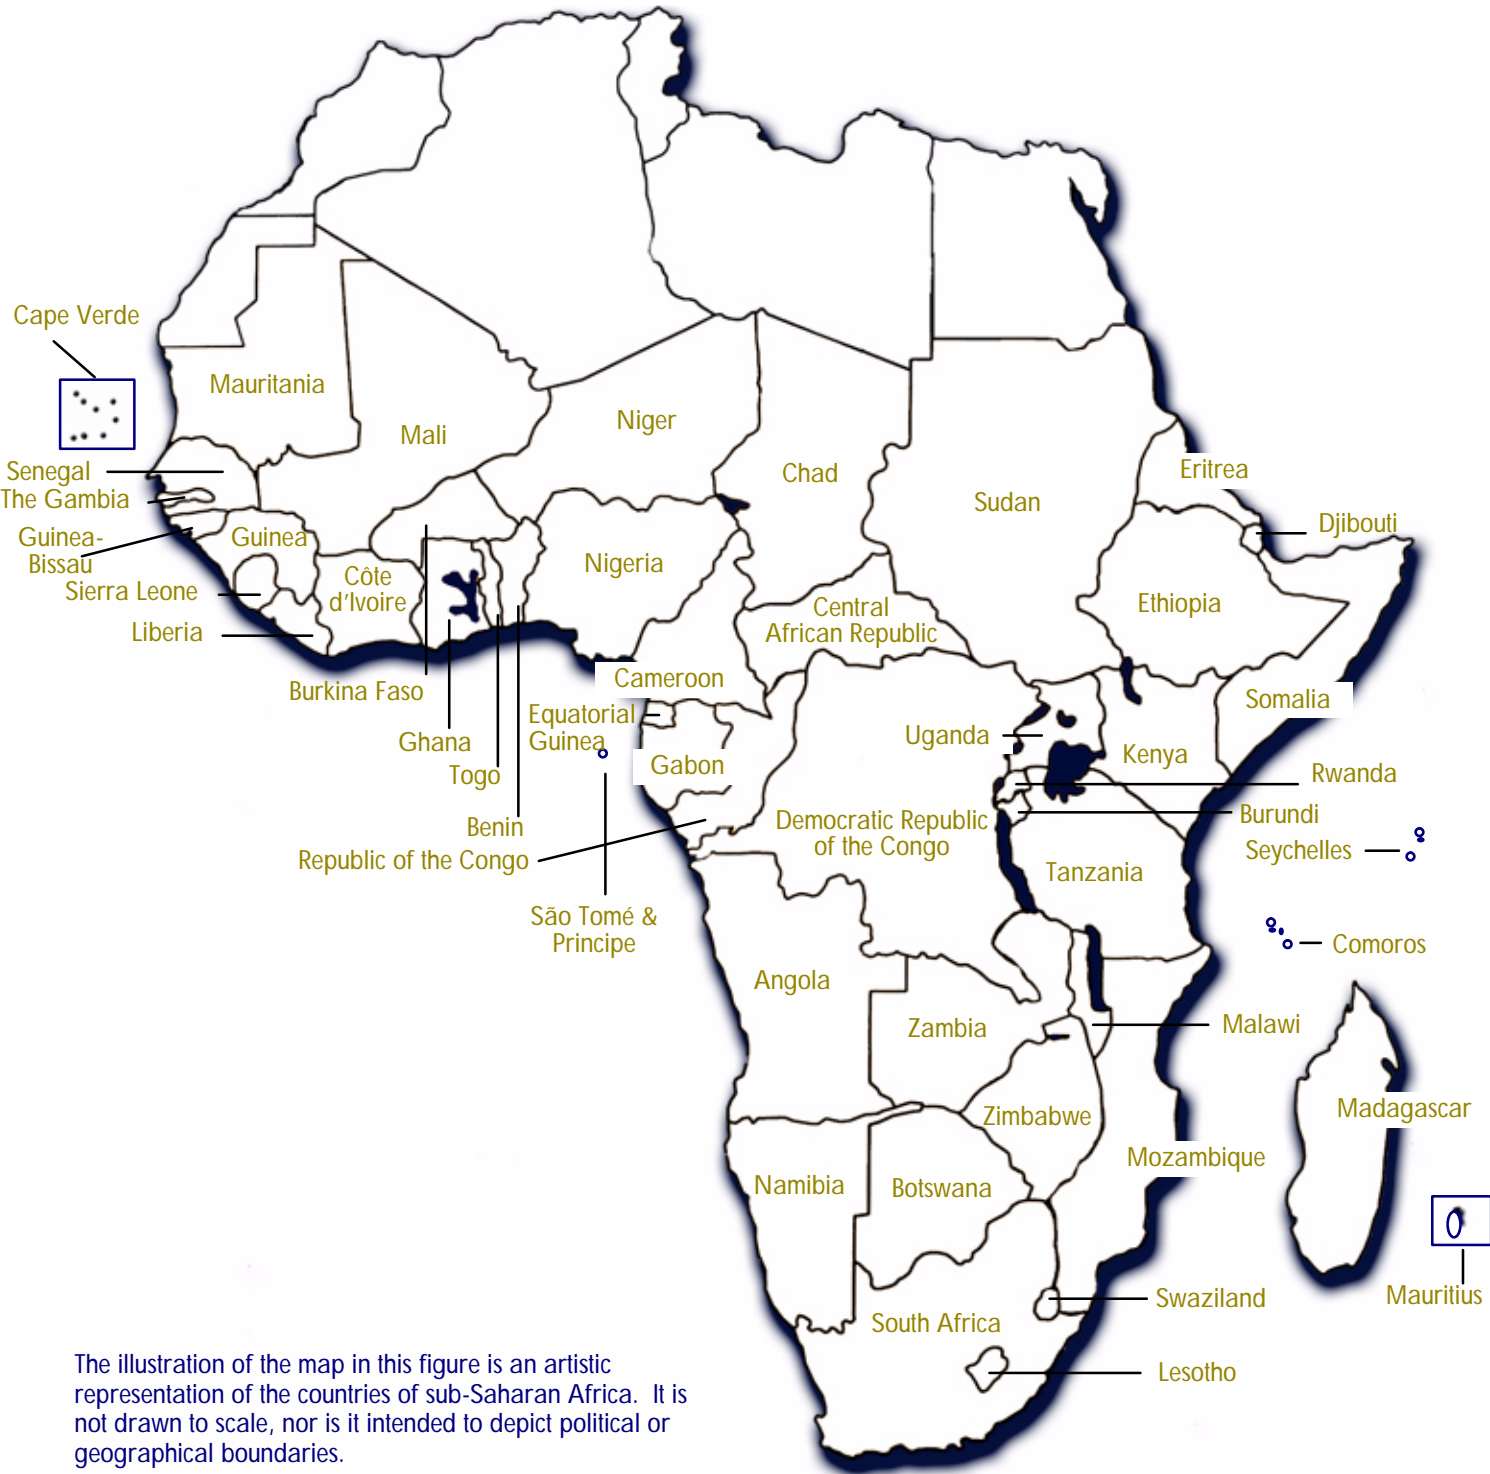 Cape Verde
Mauritania
Mali
Niger
Chad
Sudan
Eritrea
Senegal
The Gambia
Guinea-
Bissau
Guinea
Sierra Leone
Liberia
Côte
d'Ivoire
Burkina Faso
Ghana
Togo
Benin
Nigeria
Djibouti
Ethiopia
Central
African Republic
Cameroon
Somalia
Equatorial
Guinea
Gabon
Uganda
Kenya
Rwanda
Burundi
Republic of the Congo
Democratic Republic
of the Congo
Seychelles
Tanzania
São Tomé &
Principe
Comoros
Angola
Zambia
Malawi
Zimbabwe
Madagascar
Mozambique
Namibia
Botswana
Mauritius
Swaziland
South Africa
Lesotho
The illustration of the map in this figure is an artistic
representation of the countries of sub-Saharan Africa.  It is
not drawn to scale, nor is it intended to depict political or
geographical boundaries.